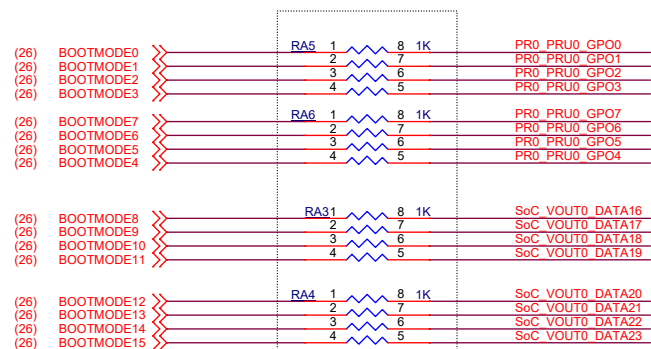 RA5 1 8 1K PR0_PRU0_GPO0
(26) BOOTMODE0
2 7 PR0_PRU0_GPO1
(26) BOOTMODE1
3 6 PR0_PRU0_GPO2
(26) BOOTMODE2
4 5 PR0_PRU0_GPO3
(26) BOOTMODE3
RA6 1 8 1K PR0_PRU0_GPO7
(26) BOOTMODE7
2 7 PR0_PRU0_GPO6
(26) BOOTMODE6
3 6 PR0_PRU0_GPO5
(26) BOOTMODE5
4 5 PR0_PRU0_GPO4
(26) BOOTMODE4
RA31 8 1K SoC_VOUT0_DATA16
(26) BOOTMODE8
2 7 SoC_VOUT0_DATA17
(26) BOOTMODE9
3 6 SoC_VOUT0_DATA18
(26) BOOTMODE10
4 5 SoC_VOUT0_DATA19
(26) BOOTMODE11
RA4 1 8 1K SoC_VOUT0_DATA20
(26) BOOTMODE12
2 7 SoC_VOUT0_DATA21
(26) BOOTMODE13
3 6 SoC_VOUT0_DATA22
(26) BOOTMODE14
4 5 SoC_VOUT0_DATA23
(26) BOOTMODE15